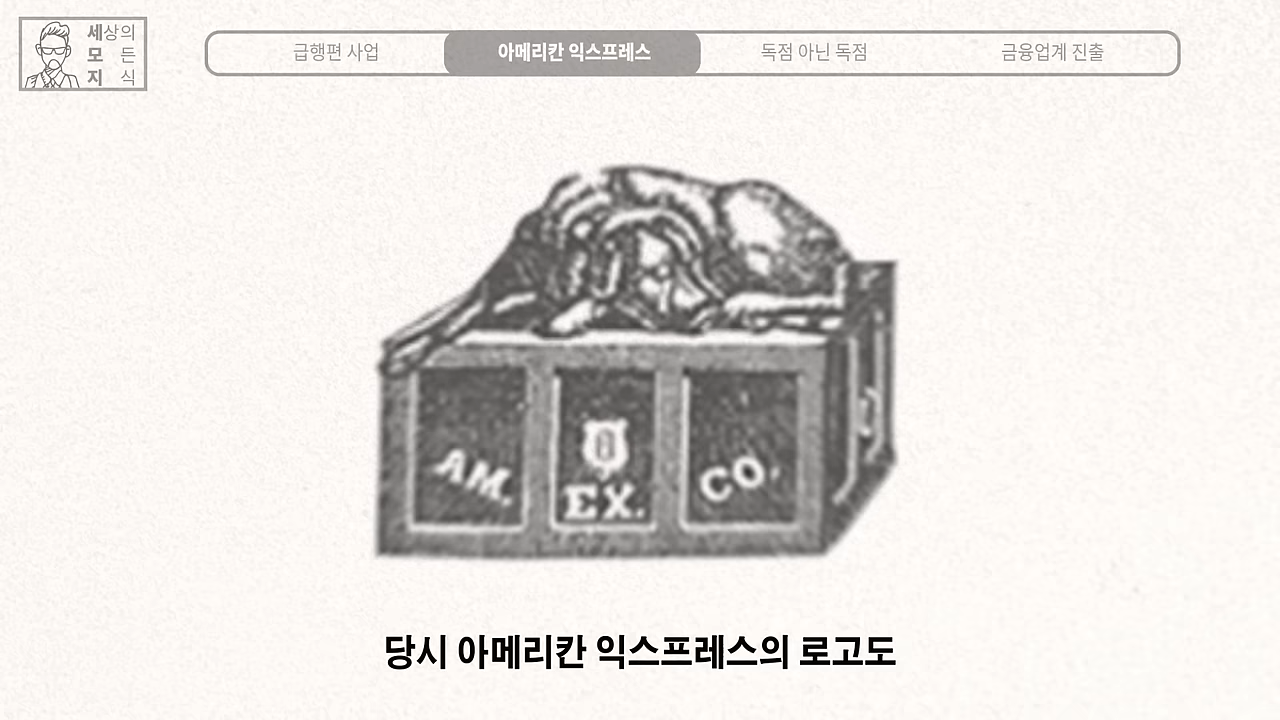 세상의
모든
지식
급행편 사업
아메리칸 익스프레스
독점 아닌 독점
금융업계 진출
AM.
EX.
CO.
당시 아메리칸 익스프레스의 로고도